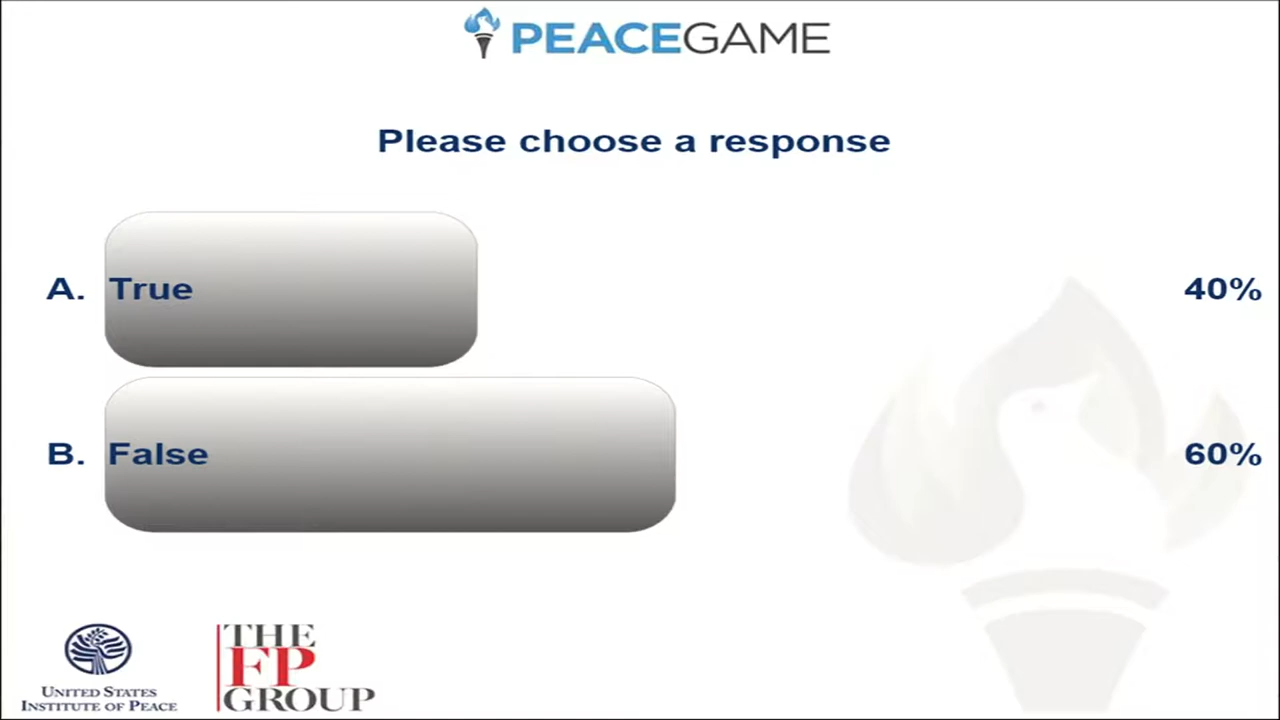 PEACEGAME
Please choose a response
A. True 40%
B. False 60%
UNITED STATES
INSTITUTE OF PEACE
THE
FP
GROUP